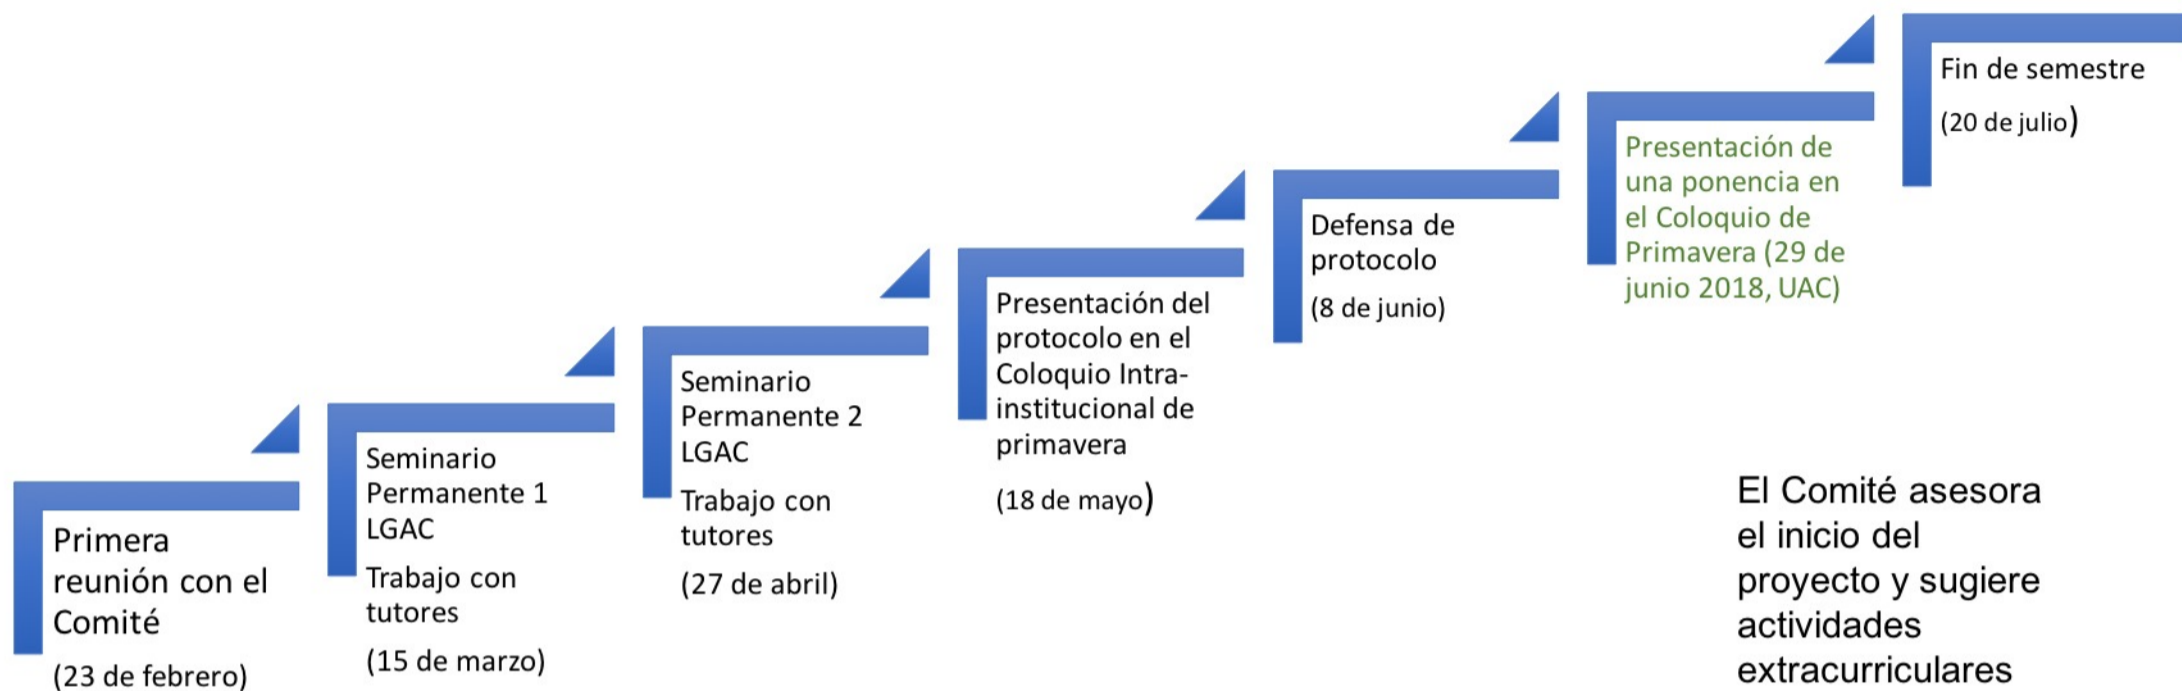 Primera
reunión con el
Comité
(23 de febrero)
Seminario
Permanente 1
LGAC
Trabajo con
tutores
(15 de marzo)
Seminario
Permanente 2
LGAC
Trabajo con
tutores
(27 de abril)
Presentación del
protocolo en el
Coloquio Intra-
institucional de
primavera
(18 de mayo)
Defensa de
protocolo
(8 de junio)
Presentación de
una ponencia en
el Coloquio de
Primavera (29 de
junio 2018, UAC)
Fin de semestre
(20 de julio)
El Comité asesora
el inicio del
proyecto y sugiere
actividades
extracurriculares